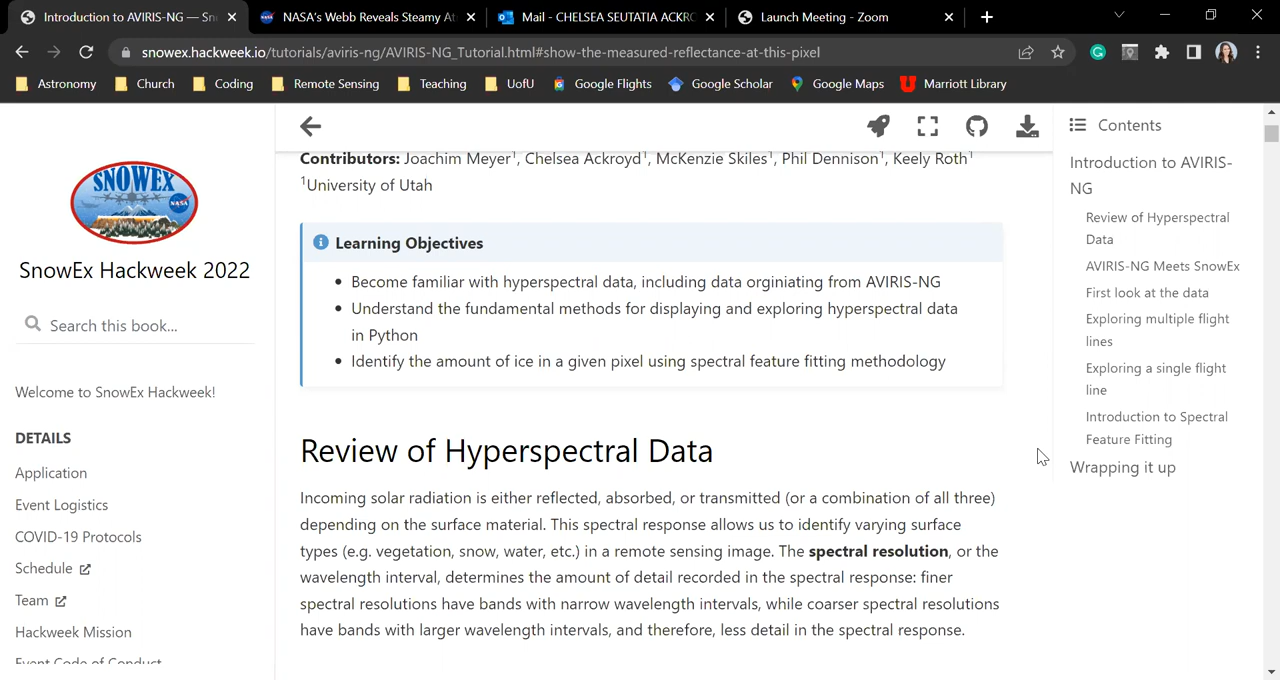 Introduction to AVIRIS-NG — Sn
NASA's Webb Reveals Steamy At
Mail - CHELSEA SEUTATIA ACKRO
Launch Meeting - Zoom
snowex.hackweek.io/tutorials/aviris-ng/AVIRIS-NG_Tutorial.html#show-the-measured-reflectance-at-this-pixel
Astronomy
Church
Coding
Remote Sensing
Teaching
UofU
Google Flights
Google Scholar
Google Maps
Marriott Library
SNOWEX
NASA
SnowEx Hackweek 2022
Search this book...
Welcome to SnowEx Hackweek!
DETAILS
Application
Event Logistics
COVID-19 Protocols
Schedule
Team
Hackweek Mission
Event Code of Conduct
Contributors: Joachim Meyer¹, Chelsea Ackroyd¹, McKenzie Skiles¹, Phil Dennison¹, Keely Roth¹
¹University of Utah
Learning Objectives
• Become familiar with hyperspectral data, including data orginiating from AVIRIS-NG
• Understand the fundamental methods for displaying and exploring hyperspectral data
in Python
• Identify the amount of ice in a given pixel using spectral feature fitting methodology
Review of Hyperspectral Data
Incoming solar radiation is either reflected, absorbed, or transmitted (or a combination of all three)
depending on the surface material. This spectral response allows us to identify varying surface
types (e.g. vegetation, snow, water, etc.) in a remote sensing image. The spectral resolution, or the
wavelength interval, determines the amount of detail recorded in the spectral response: finer
spectral resolutions have bands with narrow wavelength intervals, while coarser spectral resolutions
have bands with larger wavelength intervals, and therefore, less detail in the spectral response.
Contents
Introduction to AVIRIS-
NG
Review of Hyperspectral
Data
AVIRIS-NG Meets SnowEx
First look at the data
Exploring multiple flight
lines
Exploring a single flight
line
Introduction to Spectral
Feature Fitting
Wrapping it up